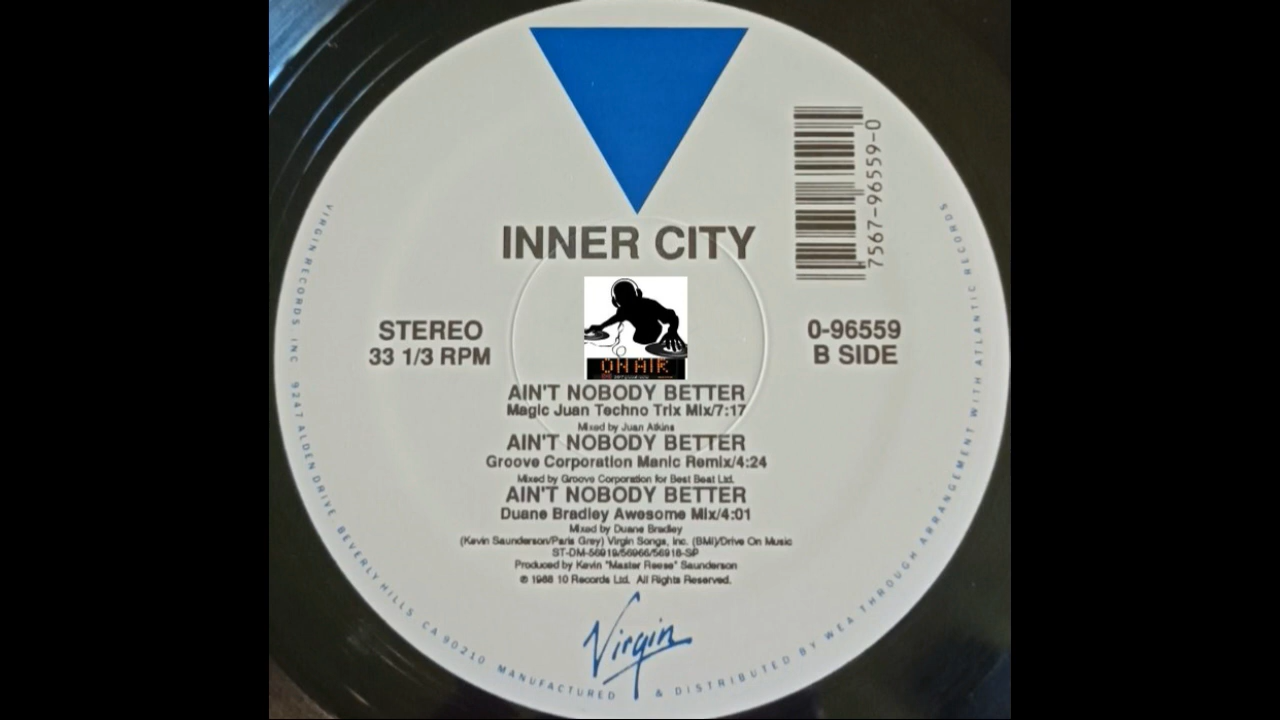 INNER CITY
7567-96559-0
STEREO
33 1/3 RPM
0-96559
B SIDE
ON AIR
AIN'T NOBODY BETTER
Magic Juan Techno Trix Mix/7:17
Mixed by Juan Atkins
AIN'T NOBODY BETTER
Groove Corporation Manic Remix/4:24
Mixed by Groove Corporation for Best Beat Ltd.
AIN'T NOBODY BETTER
Duane Bradley Awesome Mix/4:01
Mixed by Duane Bradley
(Kevin Saunderson/Paris Grey) Virgin Songs, Inc. (BMI)/Drive On Music
ST-DM-56919/56966/56918-SP
Produced by Kevin "Master Reese" Saunderson
℗ 1988 10 Records Ltd. All Rights Reserved.
Virgin
VIRGIN RECORDS INC 9247 ALDENDRIVE BEVERLY HILLS, CA 90210 MANUFACTURED & DISTRIBUTED BY WEA THROUGH ARRANGEMENT WITH ATLANTIC RECORDS